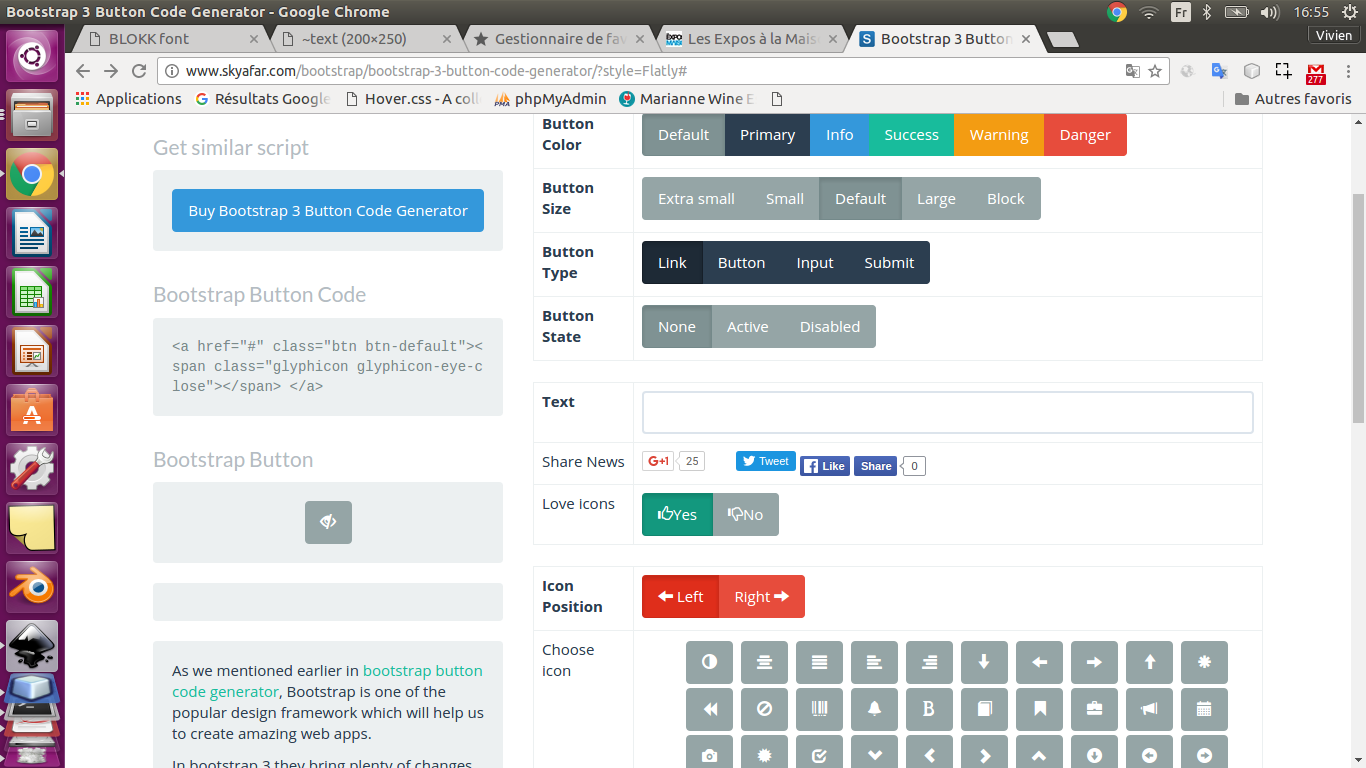 Bootstrap 3 Button Code Generator - Google Chrome
Fr
16:55
BLOKK font
~text (200×250)
Gestionnaire de fav
Les Expos à la Mais
Bootstrap 3 Button
Vivien
www.skyafar.com/bootstrap/bootstrap-3-button-code-generator/?style=Flatly#
277
Applications
Résultats Google
Hover.css - A coll
phpMyAdmin
Marianne Wine E
Autres favoris
Get similar script
Buy Bootstrap 3 Button Code Generator
Bootstrap Button Code
<a href="#" class="btn btn-default"><
span class="glyphicon glyphicon-eye-c
lose"></span> </a>
Bootstrap Button
As we mentioned earlier in bootstrap button
code generator, Bootstrap is one of the
popular design framework which will help us
to create amazing web apps.
In bootstrap 3 they bring plenty of changes
Button
Color
Default Primary Info Success Warning Danger
Button
Size
Extra small Small Default Large Block
Button
Type
Link Button Input Submit
Button
State
None Active Disabled
Text
Share News
G+1 25 Tweet Like Share 0
Love icons
Yes No
Icon
Position
Left Right
Choose
icon